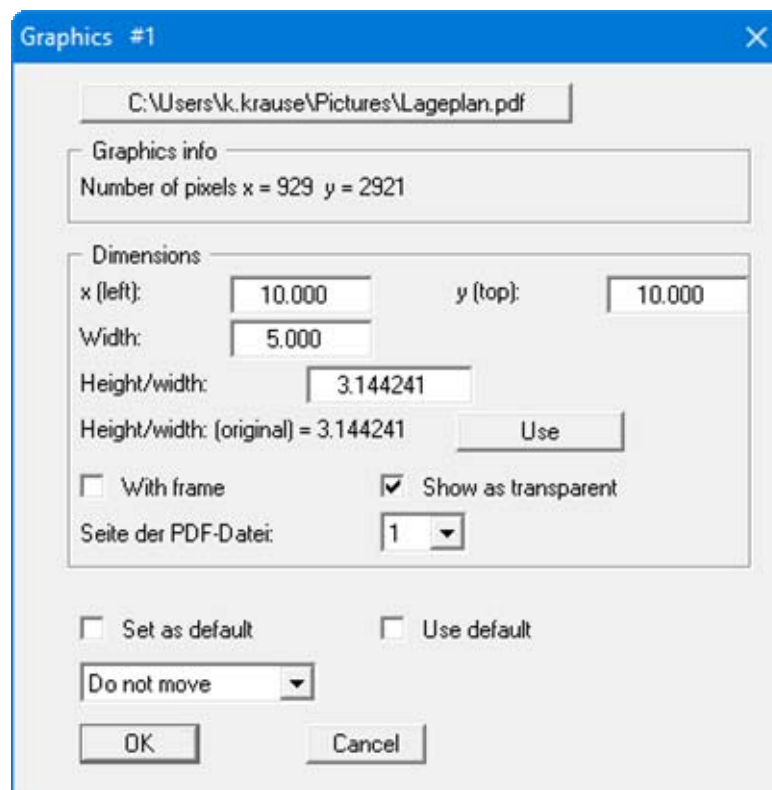 Graphics #1
C:\Users\k.krause\Pictures\Lageplan.pdf
Graphics info
Number of pixels x = 929 y = 2921
Dimensions
x (left): 10.000 y (top): 10.000
Width: 5.000
Height/width: 3.144241
Height/width: (original) = 3.144241 Use
With frame Show as transparent
Seite der PDF-Datei: 1
Set as default Use default
Do not move
OK Cancel